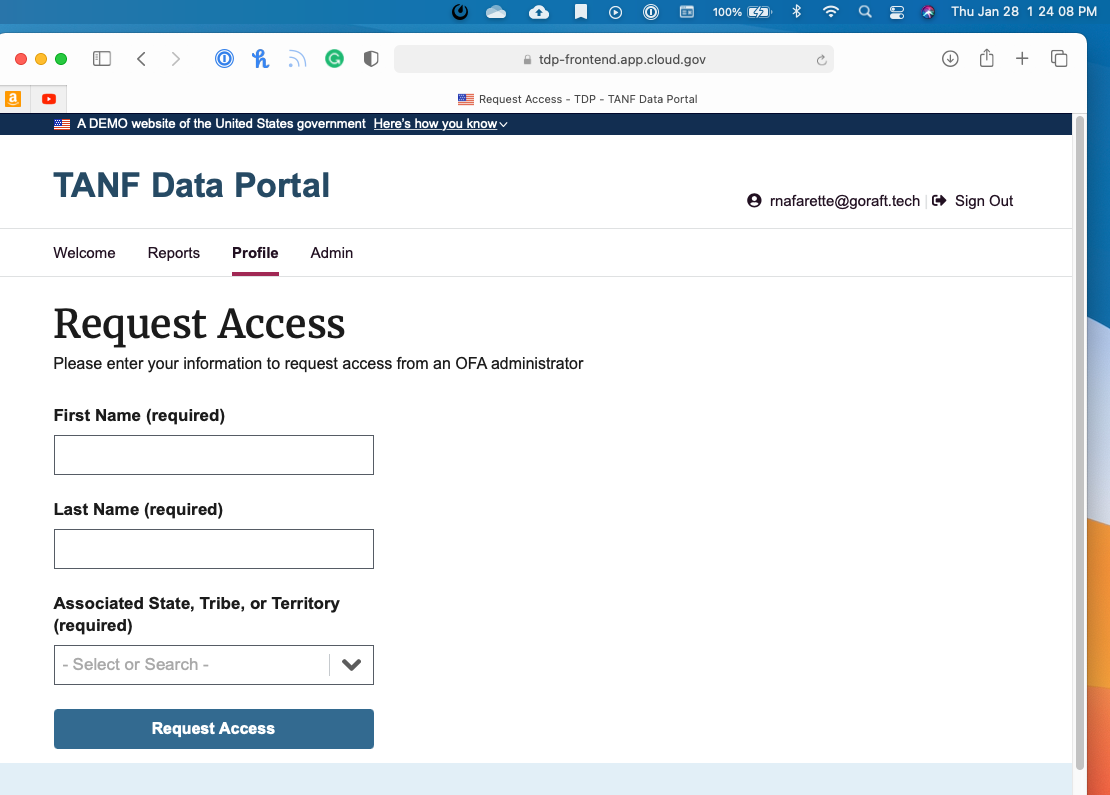 100%
Thu Jan 28 1 24 08 PM
tdp-frontend.app.cloud.gov
a
Request Access - TDP - TANF Data Portal
A DEMO website of the United States government Here's how you know
TANF Data Portal
rnafarette@goraft.tech Sign Out
Welcome Reports Profile Admin
Request Access
Please enter your information to request access from an OFA administrator
First Name (required)
Last Name (required)
Associated State, Tribe, or Territory
(required)
- Select or Search -
Request Access